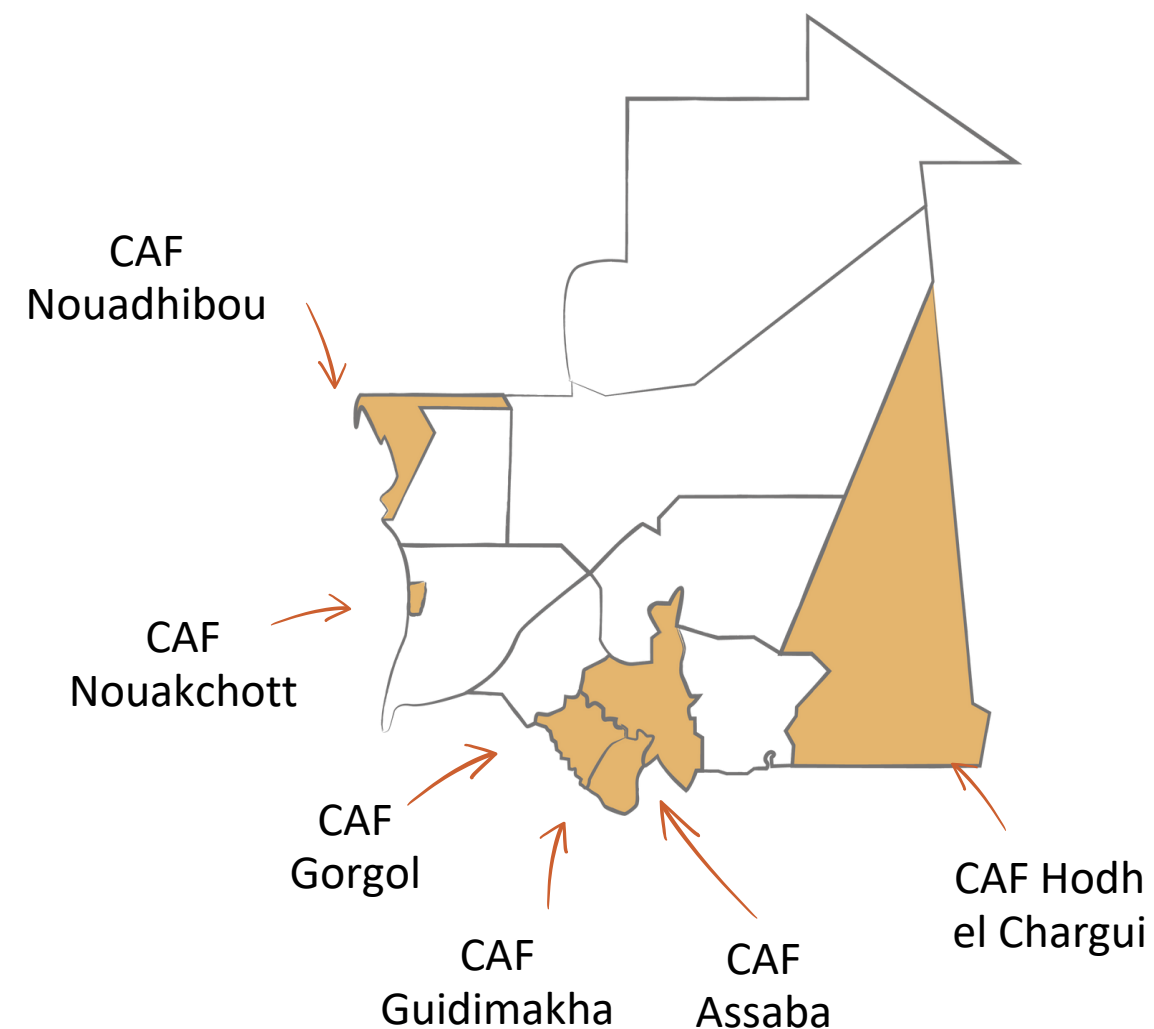 CAF
Nouadhibou
CAF
Nouakchott
CAF
Gorgol
CAF
Guidimakha
CAF
Assaba
CAF Hodh
el Chargui